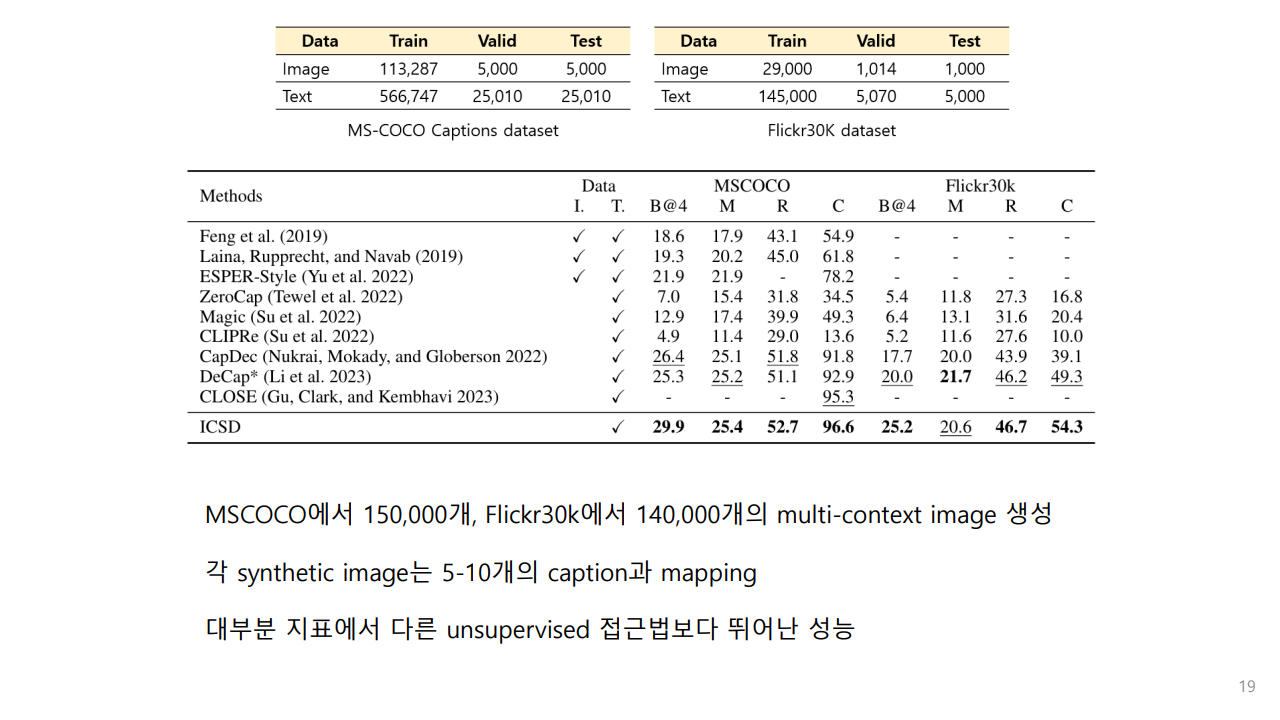 Data Train Valid Test
Image 113,287 5,000 5,000
Text 566,747 25,010 25,010
MS-COCO Captions dataset
Data Train Valid Test
Image 29,000 1,014 1,000
Text 145,000 5,070 5,000
Flickr30K dataset
Methods Data MSCOCO Flickr30k
I. T. B@4 M R C B@4 M R C
Feng et al. (2019) ✓ ✓ 18.6 17.9 43.1 54.9 - - - -
Laina, Rupprecht, and Navab (2019) ✓ ✓ 19.3 20.2 45.0 61.8 - - - -
ESPER-Style (Yu et al. 2022) ✓ ✓ 21.9 21.9 - 78.2 - - - -
ZeroCap (Tewel et al. 2022) ✓ 7.0 15.4 31.8 34.5 5.4 11.8 27.3 16.8
Magic (Su et al. 2022) ✓ 12.9 17.4 39.9 49.3 6.4 13.1 31.6 20.4
CLIPRe (Su et al. 2022) ✓ 4.9 11.4 29.0 13.6 5.2 11.6 27.6 10.0
CapDec (Nukrai, Mokady, and Globerson 2022) ✓ 26.4 25.1 51.8 91.8 17.7 20.0 43.9 39.1
DeCap* (Li et al. 2023) ✓ 25.3 25.2 51.1 92.9 20.0 21.7 46.2 49.3
CLOSE (Gu, Clark, and Kembhavi 2023) ✓ - - - 95.3 - - - -
ICSD ✓ 29.9 25.4 52.7 96.6 25.2 20.6 46.7 54.3
MSCOCO에서 150,000개, Flickr30k에서 140,000개의 multi-context image 생성
각 synthetic image는 5-10개의 caption과 mapping
대부분 지표에서 다른 unsupervised 접근법보다 뛰어난 성능
19